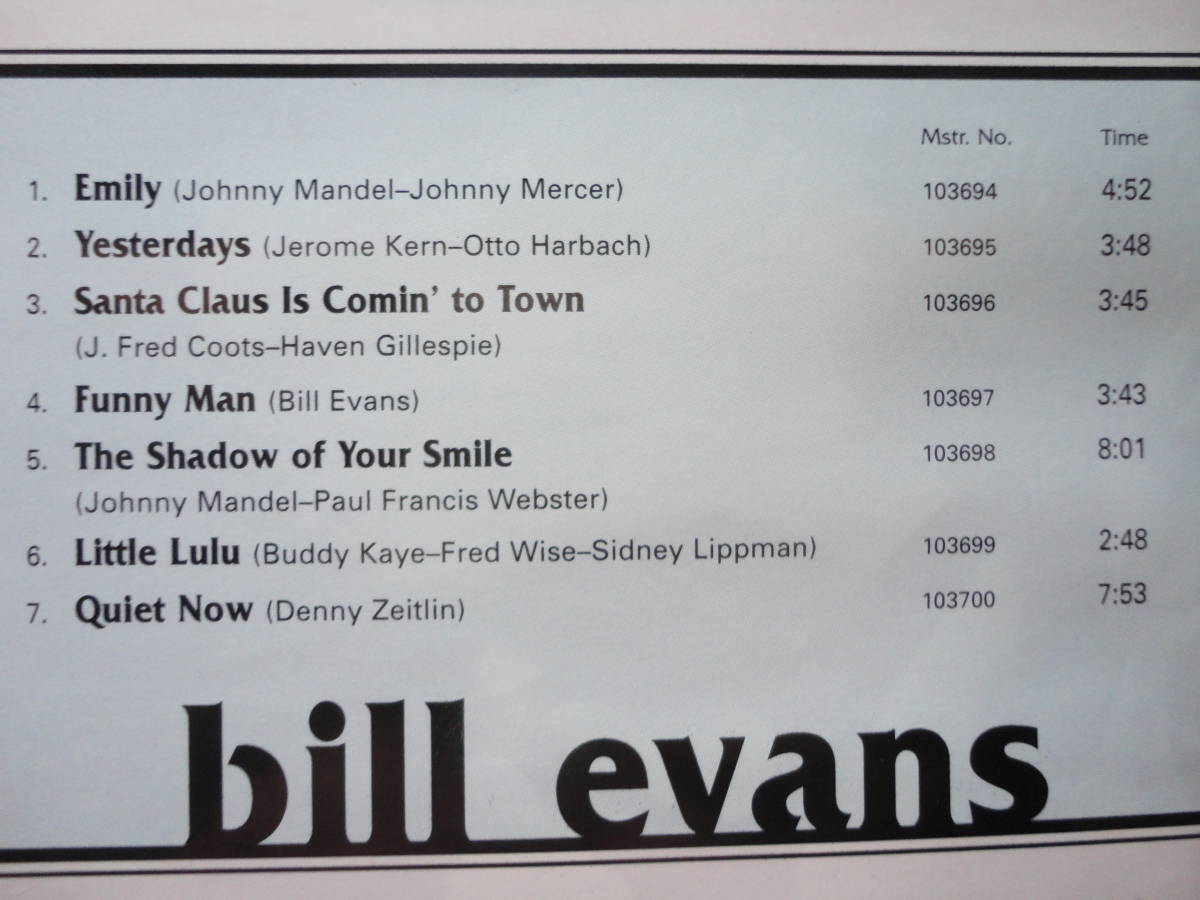 Mstr. No. Time
1. Emily (Johnny Mandel–Johnny Mercer) 103694 4:52
2. Yesterdays (Jerome Kern–Otto Harbach) 103695 3:48
3. Santa Claus Is Comin’ to Town 103696 3:45
(J. Fred Coots–Haven Gillespie)
4. Funny Man (Bill Evans) 103697 3:43
5. The Shadow of Your Smile 103698 8:01
(Johnny Mandel–Paul Francis Webster)
6. Little Lulu (Buddy Kaye–Fred Wise–Sidney Lippman) 103699 2:48
7. Quiet Now (Denny Zeitlin) 103700 7:53
bill evans